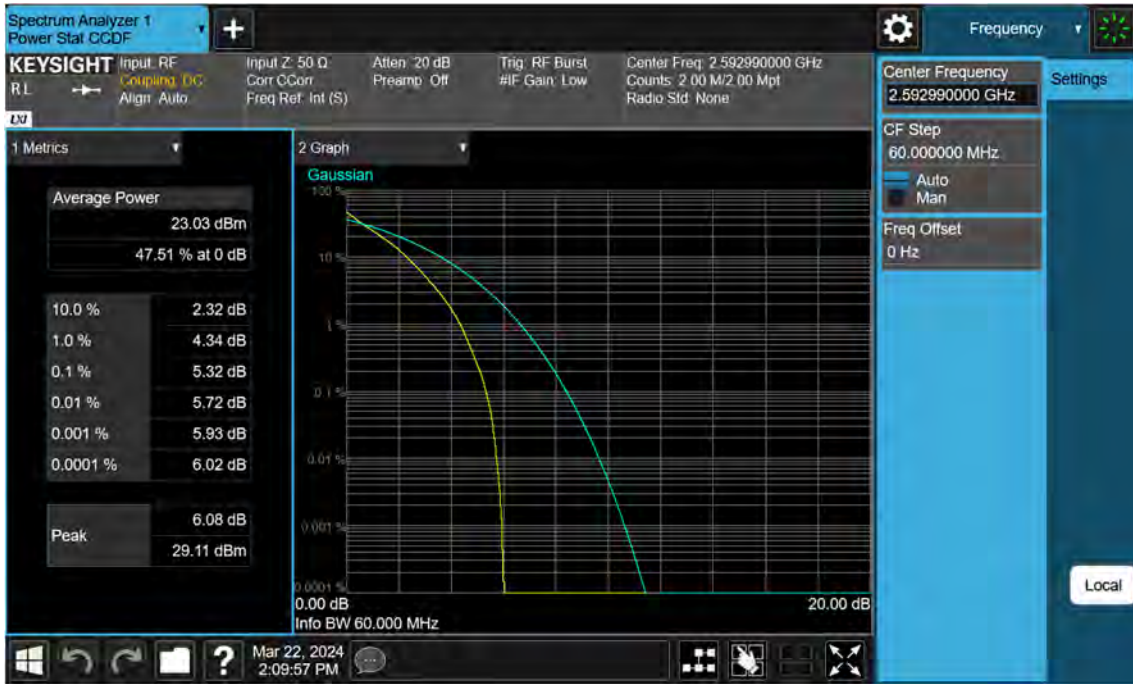 Spectrum Analyzer 1
Power Stat CCDF
Frequency
KEYSIGHT
R L
LXI
Input: RF
Coupling: DC
Align: Auto
Input Z: 50 Ω
Corr CCorr
Freq Ref: Int (S)
Atten: 20 dB
Preamp: Off
Trig: RF Burst
#IF Gain: Low
Center Freq: 2.592990000 GHz
Counts: 2.00 M/2.00 Mpt
Radio Std: None
Center Frequency
2.592990000 GHz
Settings
CF Step
60.000000 MHz
Auto
Man
Freq Offset
0 Hz
Local
1 Metrics
Average Power
23.03 dBm
47.51 % at 0 dB
10.0 % 2.32 dB
1.0 % 4.34 dB
0.1 % 5.32 dB
0.01 % 5.72 dB
0.001 % 5.93 dB
0.0001 % 6.02 dB
Peak
6.08 dB
29.11 dBm
2 Graph
Gaussian
100 %
10 %
1 %
0.1 %
0.01 %
0.001 %
0.0001 %
0.00 dB 20.00 dB
Info BW 60.000 MHz
?
Mar 22, 2024
2:09:57 PM